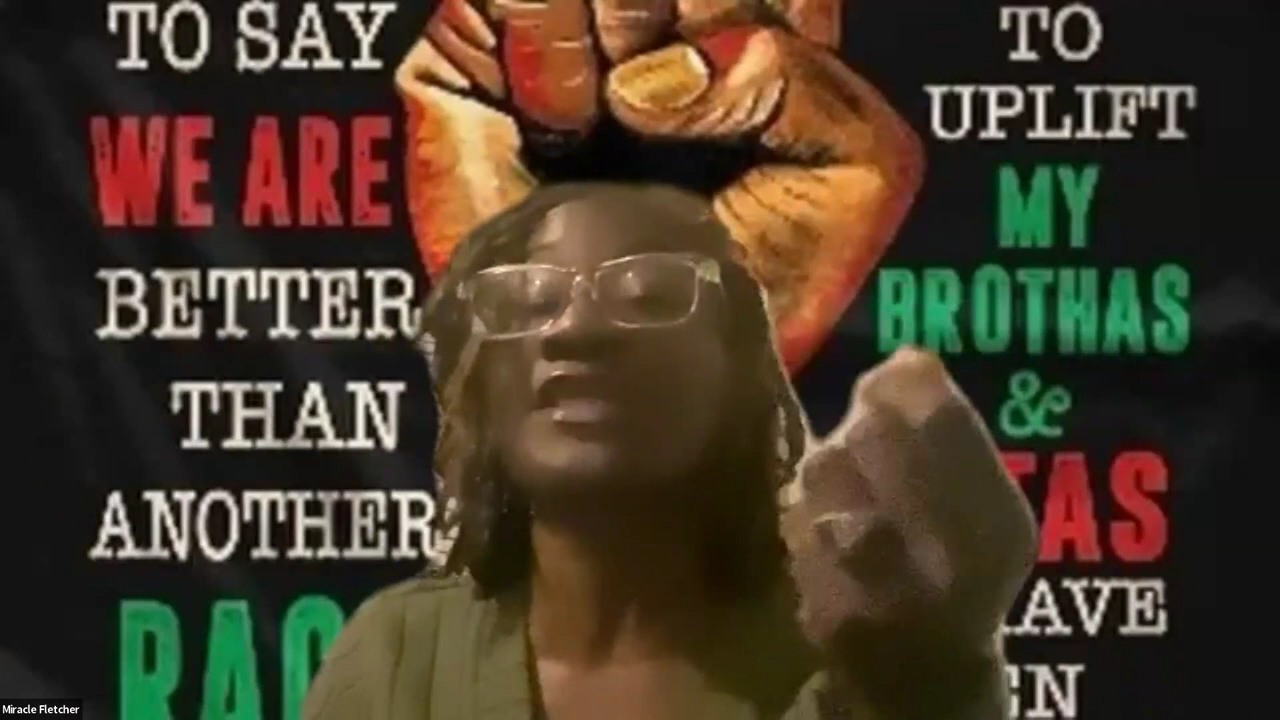 TO SAY
WE ARE
BETTER
THAN
ANOTHER
TO
UPLIFT
MY
BROTHAS
&
Miracle Fletcher